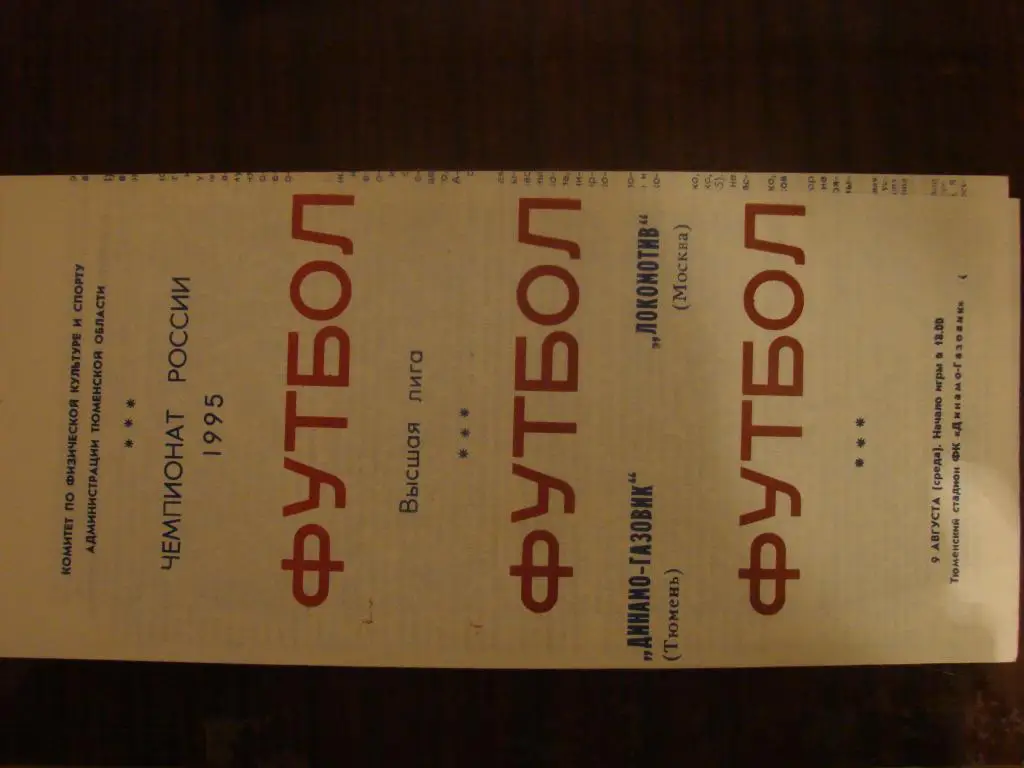 КОМИТЕТ ПО ФИЗИЧЕСКОЙ КУЛЬТУРЕ И СПОРТУ
АДМИНИСТРАЦИИ ТЮМЕНСКОЙ ОБЛАСТИ
* * *
ЧЕМПИОНАТ РОССИИ
1995
ФУТБОЛ
Высшая лига
* * *
ФУТБОЛ
„ДИНАМО-ГАЗОВИК“ „ЛОКОМОТИВ“
(Тюмень) (Москва)
ФУТБОЛ
* * *
9 АВГУСТА (среда). Начало игры в 18.00
Тюменский стадион ФК «Динамо-Газовик»